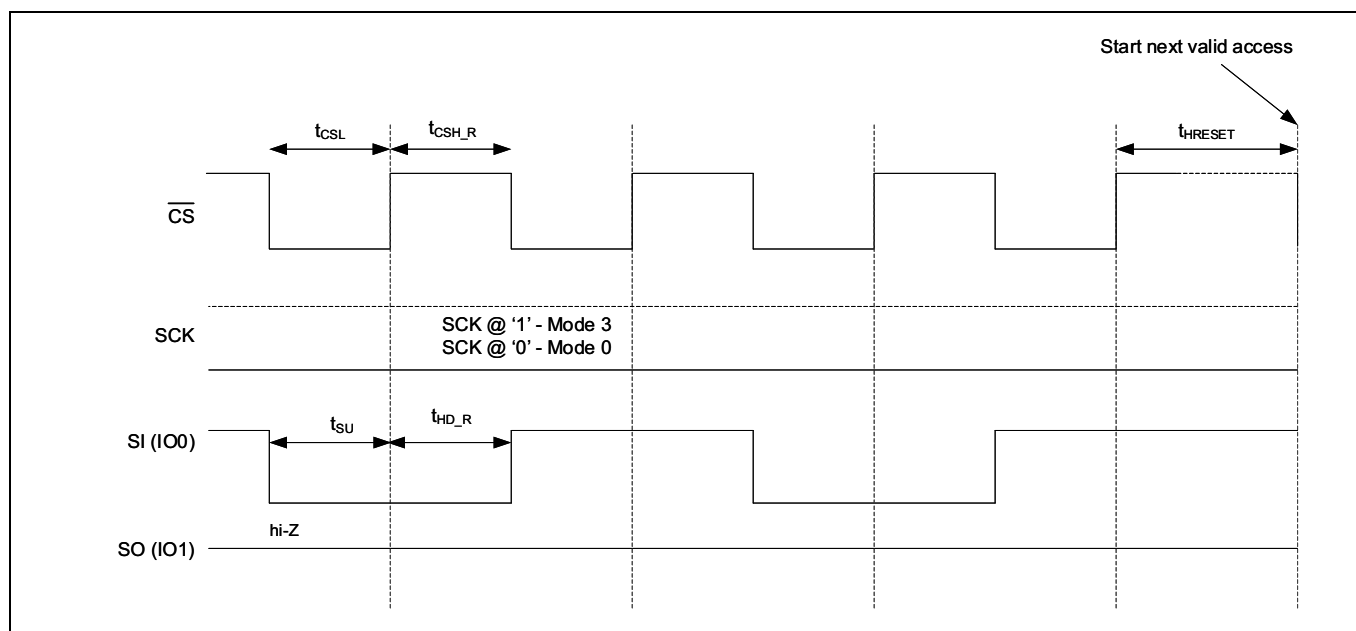 Start next valid access
tCSL
tCSH_R
tHRESET
CS
SCK
SCK @ ‘1’ - Mode 3
SCK @ ‘0’ - Mode 0
tSU
tHD_R
SI (IO0)
hi-Z
SO (IO1)